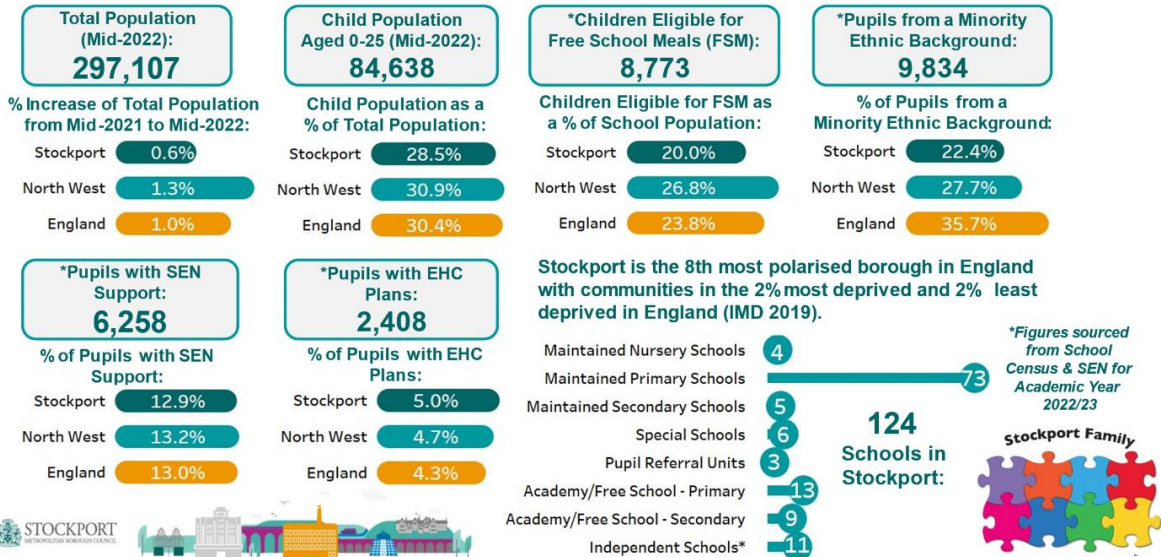 Total Population
(Mid-2022):
297,107
% Increase of Total Population
from Mid-2021 to Mid-2022:
Stockport 0.6%
North West 1.3%
England 1.0%
Child Population
Aged 0-25 (Mid-2022):
84,638
Child Population as a
% of Total Population:
Stockport 28.5%
North West 30.9%
England 30.4%
*Children Eligible for
Free School Meals (FSM):
8,773
Children Eligible for FSM as
a % of School Population:
Stockport 20.0%
North West 26.8%
England 23.8%
*Pupils from a Minority
Ethnic Background:
9,834
% of Pupils from a
Minority Ethnic Background:
Stockport 22.4%
North West 27.7%
England 35.7%
*Pupils with SEN
Support:
6,258
% of Pupils with SEN
Support:
Stockport 12.9%
North West 13.2%
England 13.0%
*Pupils with EHC
Plans:
2,408
% of Pupils with EHC
Plans:
Stockport 5.0%
North West 4.7%
England 4.3%
Stockport is the 8th most polarised borough in England
with communities in the 2% most deprived and 2% least
deprived in England (IMD 2019).
Maintained Nursery Schools 4
Maintained Primary Schools 73
Maintained Secondary Schools 5
Special Schools 6
Pupil Referral Units 3
Academy/Free School - Primary 13
Academy/Free School - Secondary 9
Independent Schools* 11
124
Schools in
Stockport:
*Figures sourced
from School
Census & SEN for
Academic Year
2022/23
Stockport Family
STOCKPORT
METROPOLITAN BOROUGH COUNCIL